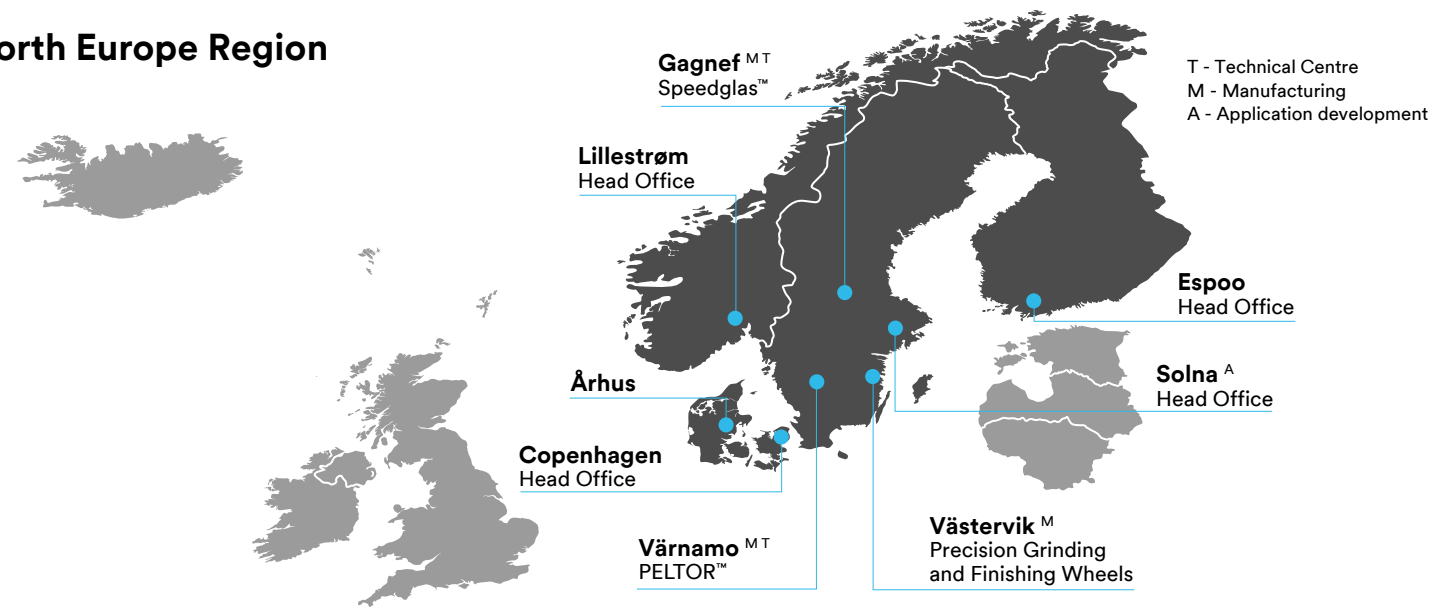 orth Europe Region
Gagnef M T
Speedglas™
T - Technical Centre
M - Manufacturing
A - Application development
Lillestrøm
Head Office
Espoo
Head Office
Solna A
Head Office
Århus
Copenhagen
Head Office
Värnamo M T
PELTOR™
Västervik M
Precision Grinding
and Finishing Wheels